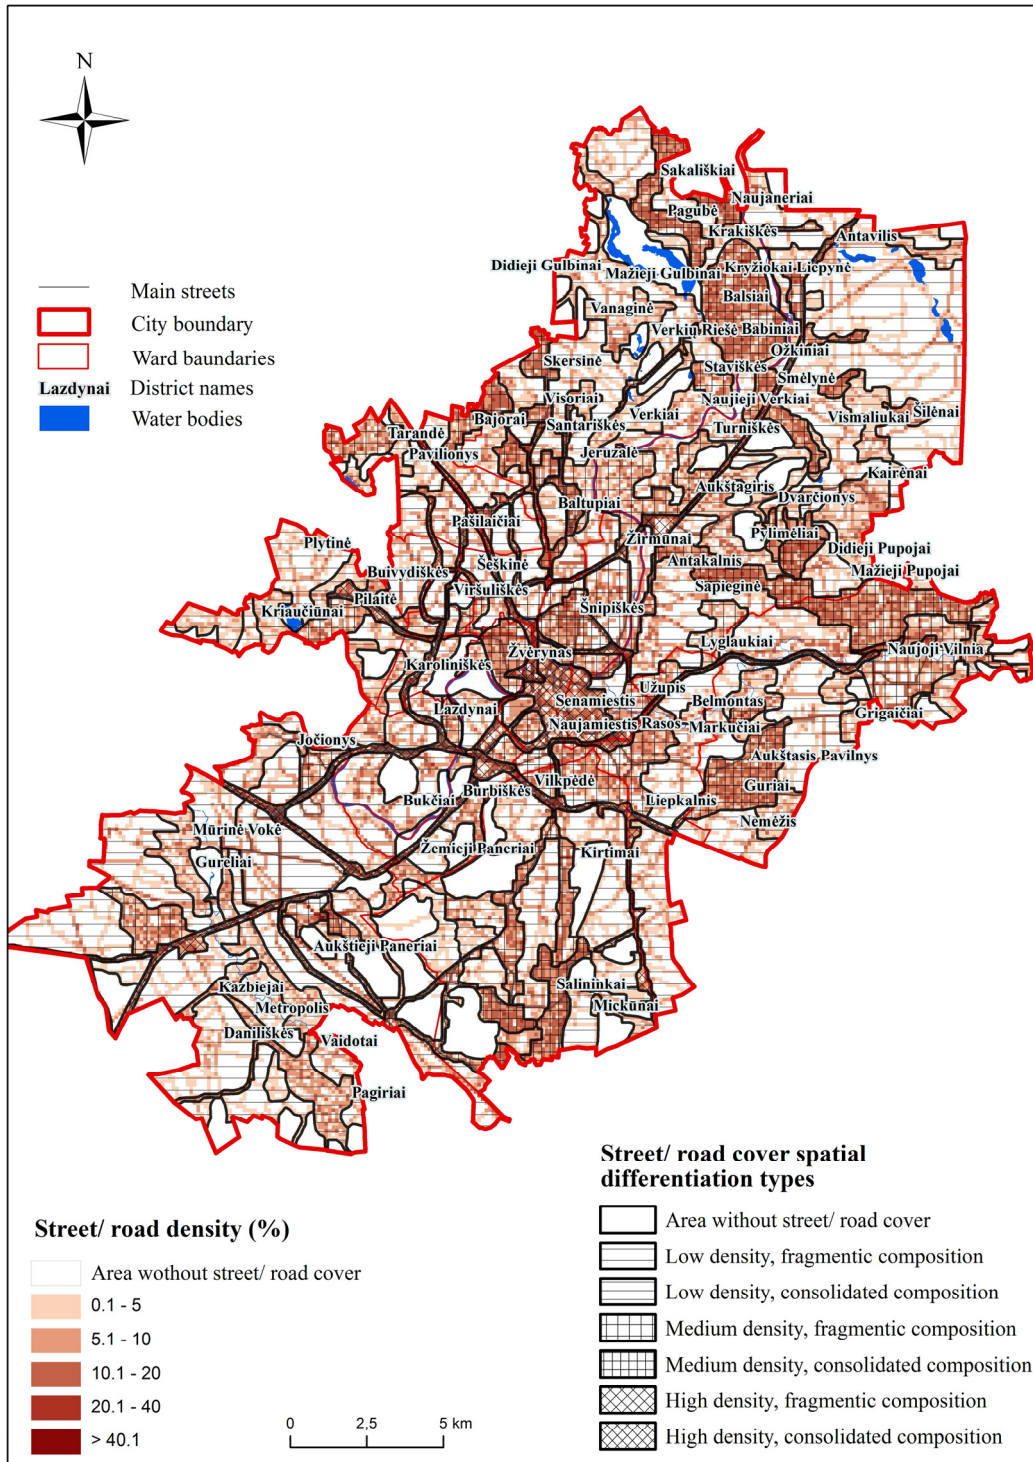 N
Sakališkiai
Naujaneriai
Pagubė
Krakiškės
Antavilis
Didieji Gulbinai
Mažieji Gulbinai
Kryžiokai Liepynė
Balsiai
Vanaginė
Verkių Riešė
Babiniai
Ožkiniai
Skersinė
Staviškės
Smėlynė
Visoriai
Naujieji Verkiai
Bajorai
Santariškės
Verkiai
Turniškės
Vismaliukai
Šilėnai
Tarandė
Pavilionys
Jeruzalė
Kairėnai
Aukštagiris
Dvarčionys
Baltupiai
Pašilaičiai
Žirmūnai
Pylimėliai
Plytinė
Didieji Pupojai
Antakalnis
Mažieji Pupojai
Šeškinė
Buivydiškės
Viršuliškės
Sapieginė
Pilaitė
Kriaučiūnai
Šnipiškės
Lyglaukiai
Naujoji Vilnia
Žvėrynas
Karoliniškės
Užupis
Senamiestis
Belmontas
Lazdynai
Grigaičiai
Naujamiestis
Rasos
Markučiai
Jočionys
Aukštasis Pavilnys
Vilkpėdė
Guriai
Burbiškės
Bukčiai
Liepkalnis
Nemėžis
Mūrinė Vokė
Žemieji Paneriai
Kirtimai
Gureliai
Aukštieji Paneriai
Salininkai
Kazbiejai
Mickūnai
Metropolis
Daniliškės
Vaidotai
Pagiriai
Main streets
City boundary
Ward baundaries
Lazdynai
District names
Water bodies
Street/ road density (%)
Area wothout street/ road cover
0.1 - 5
5.1 - 10
10.1 - 20
20.1 - 40
> 40.1
0 2,5 5 km
Street/ road cover spatial
differentiation types
Area without street/ road cover
Low density, fragmentic composition
Low density, consolidated composition
Medium density, fragmentic composition
Medium density, consolidated composition
High density, fragmentic composition
High density, consolidated composition